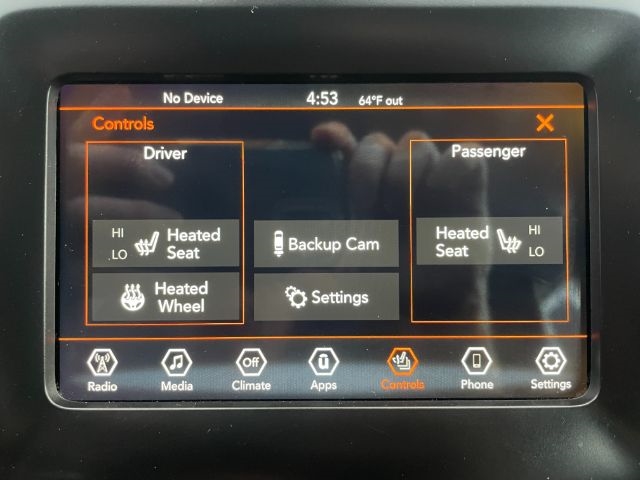 No Device 4:53 64°F out
Controls
Driver
Passenger
HI
LO
Heated
Seat
Backup Cam
Heated
Seat
HI
LO
Heated
Wheel
Settings
Radio
Media
Off
Climate
Apps
Controls
Phone
Settings